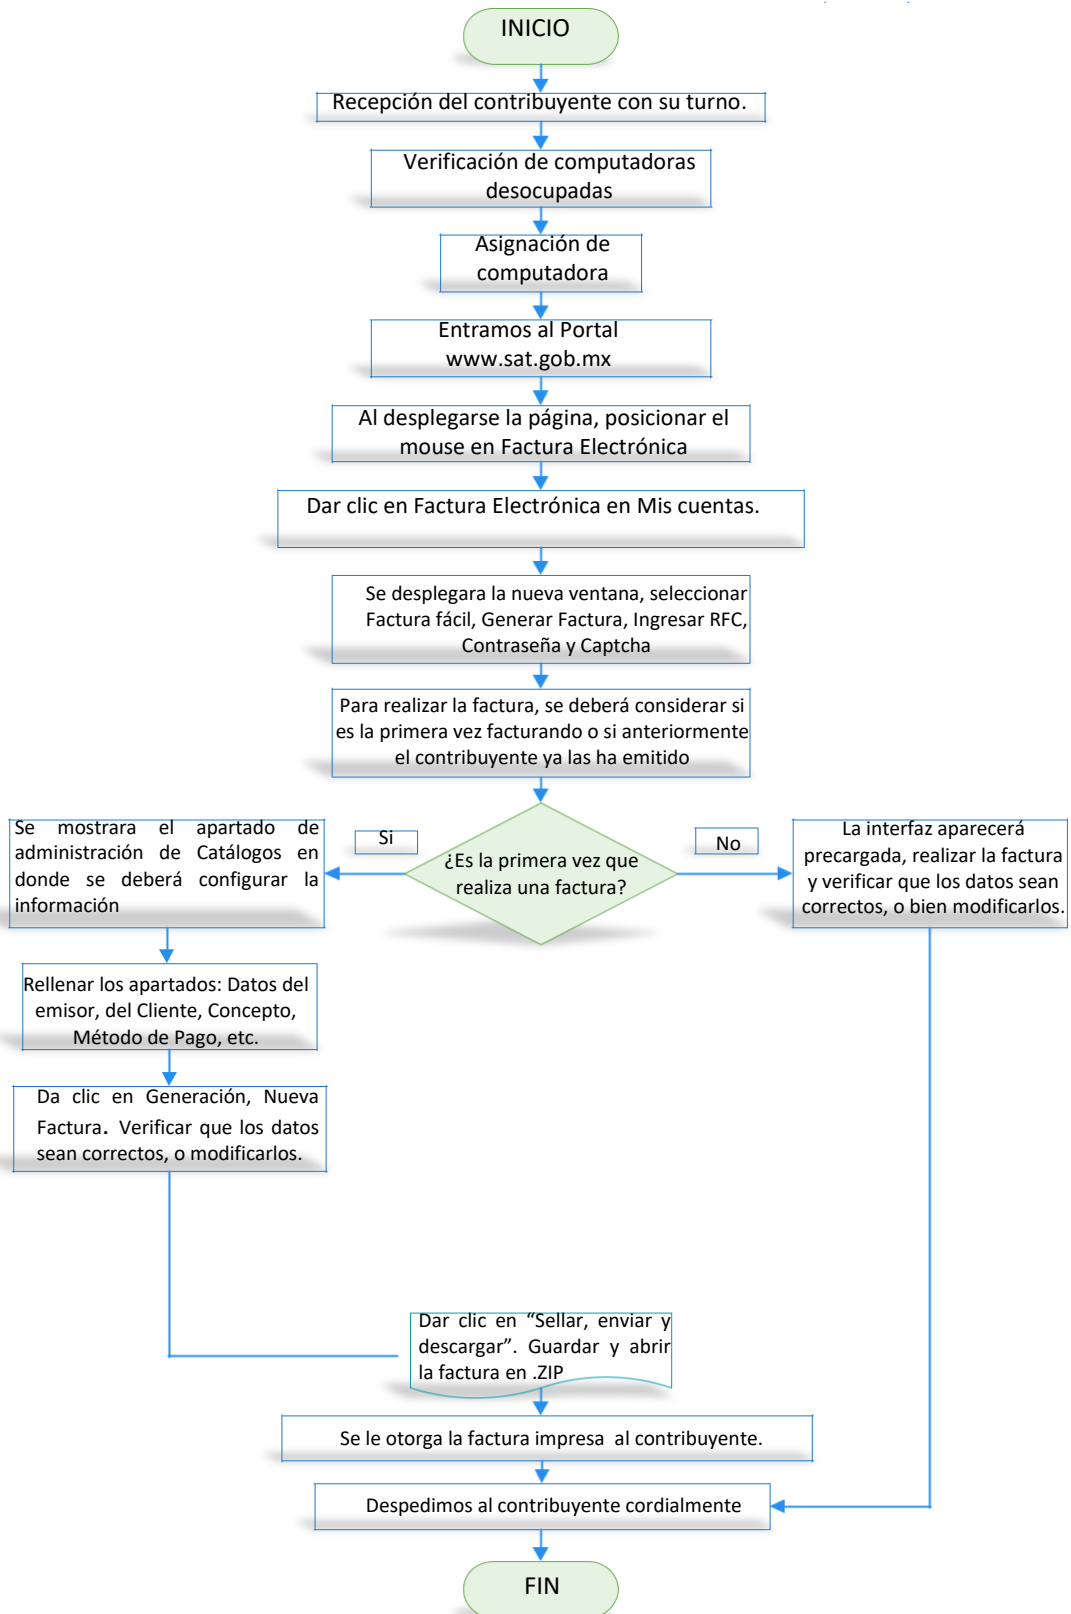 INICIO
Recepción del contribuyente con su turno.
Verificación de computadoras
desocupadas
Asignación de
computadora
Entramos al Portal
www.sat.gob.mx
Al desplegarse la página, posicionar el
mouse en Factura Electrónica
Dar clic en Factura Electrónica en Mis cuentas.
Se desplegara la nueva ventana, seleccionar
Factura fácil, Generar Factura, Ingresar RFC,
Contraseña y Captcha
Para realizar la factura, se deberá considerar si
es la primera vez facturando o si anteriormente
el contribuyente ya las ha emitido
¿Es la primera vez que
realiza una factura?
Si
Se mostrara el apartado de
administración de Catálogos en
donde se deberá configurar la
información
Rellenar los apartados: Datos del
emisor, del Cliente, Concepto,
Método de Pago, etc.
Da clic en Generación, Nueva
Factura. Verificar que los datos
sean correctos, o modificarlos.
No
La interfaz aparecerá
precargada, realizar la factura
y verificar que los datos sean
correctos, o bien modificarlos.
Dar clic en “Sellar, enviar y
descargar”. Guardar y abrir
la factura en .ZIP
Se le otorga la factura impresa al contribuyente.
Despedimos al contribuyente cordialmente
FIN